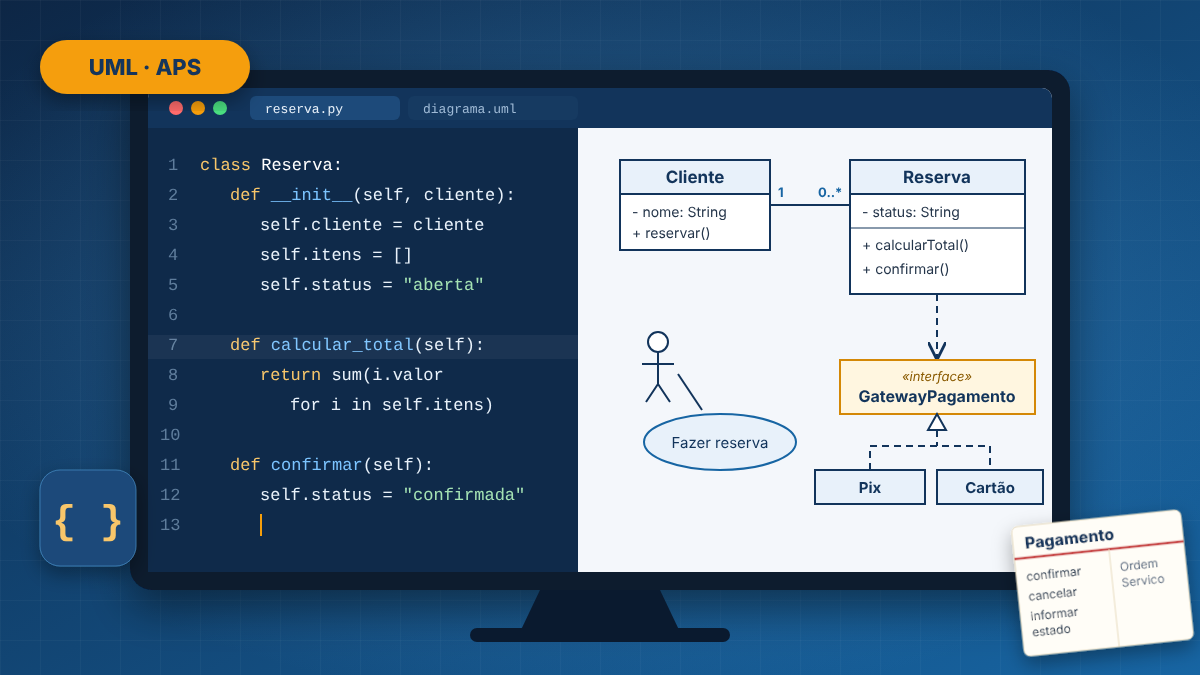 UML · APS
reserva.py
diagrama.uml
1 class Reserva:
2 def __init__(self, cliente):
3 self.cliente = cliente
4 self.itens = []
5 self.status = "aberta"
6
7 def calcular_total(self):
8 return sum(i.valor
9 for i in self.itens)
10
11 def confirmar(self):
12 self.status = "confirmada"
13
{ }
Cliente
- nome: String
+ reservar()
1
0..*
Reserva
- status: String
+ calcularTotal()
+ confirmar()
«interface»
GatewayPagamento
Fazer reserva
Pix
Cartão
Pagamento
confirmar
cancelar
informar
estado
Ordem
Servico